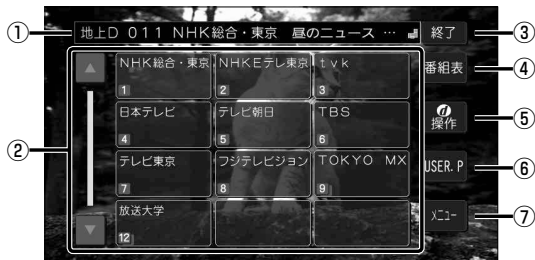 ① 地上D 011 NHK総合・東京 昼のニュース … 終了 ③
② NHK総合・東京 NHKEテレ東京 tvk 番組表 ④
1 2 3
日本テレビ テレビ朝日 TBS d操作 ⑤
4 5 6
テレビ東京 フジテレビジョン TOKYO MX USER.P ⑥
7 8 9
放送大学 メニュー ⑦
12